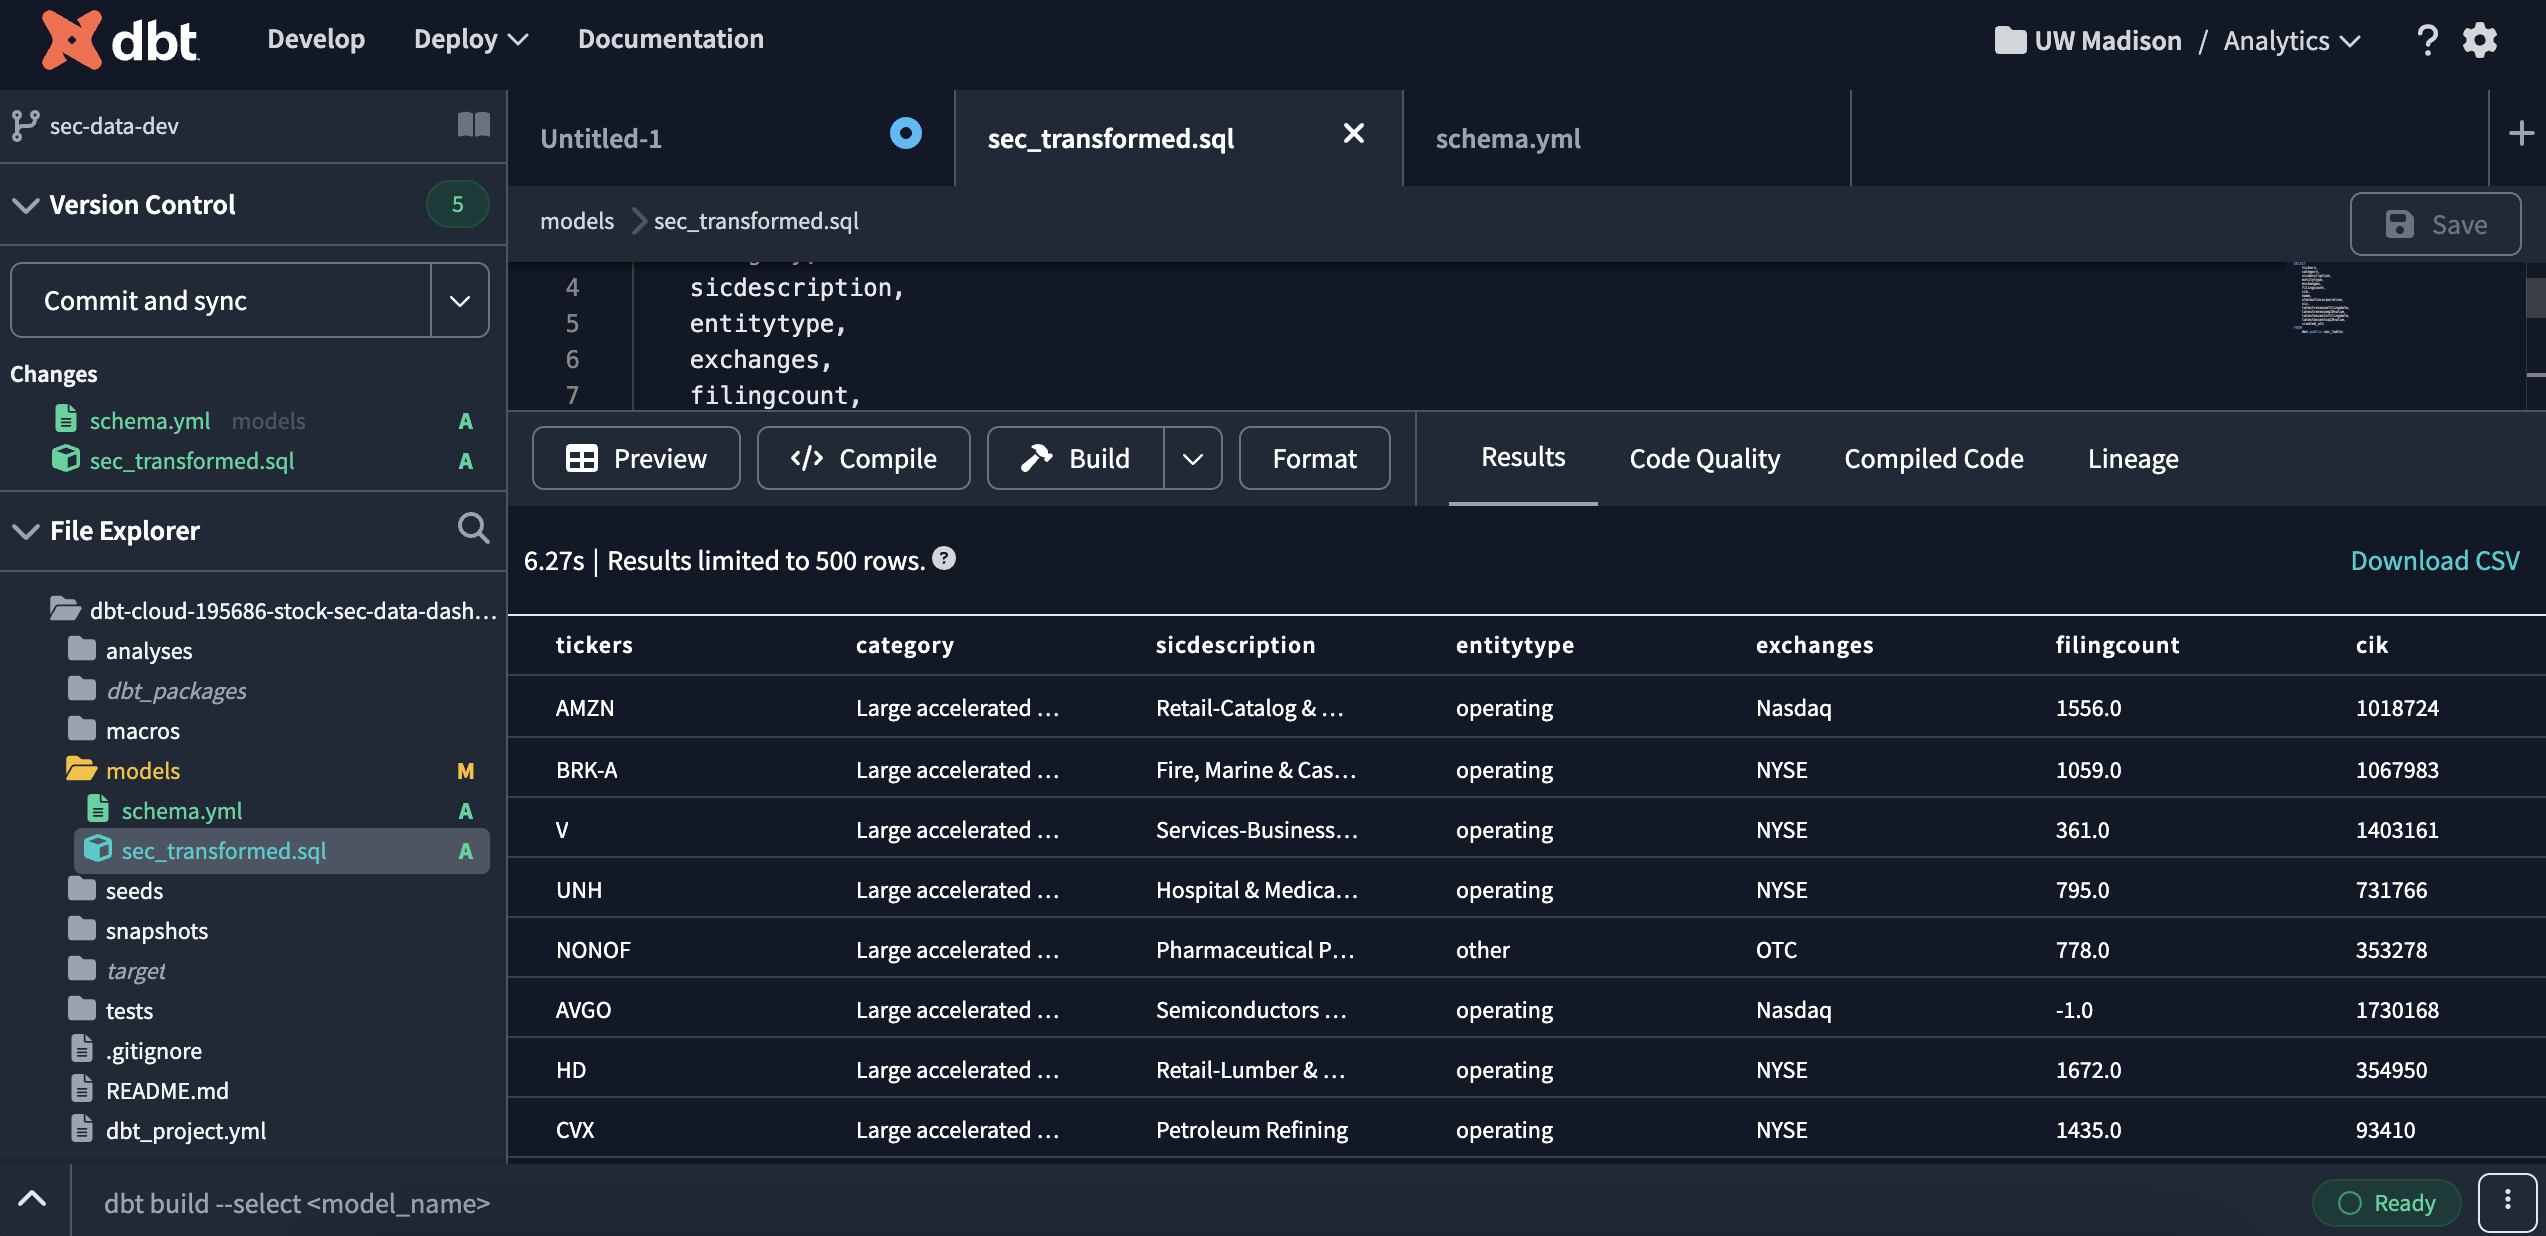 dbt
Develop
Deploy
Documentation
UW Madison / Analytics
sec-data-dev
Version Control
5
Commit and sync
Changes
schema.yml models A
sec_transformed.sql A
File Explorer
dbt-cloud-195686-stock-sec-data-dash...
analyses
dbt_packages
macros
models M
schema.yml A
sec_transformed.sql A
seeds
snapshots
target
tests
.gitignore
README.md
dbt_project.yml
Untitled-1
sec_transformed.sql
schema.yml
models > sec_transformed.sql
Save
4 sicdescription,
5 entitytype,
6 exchanges,
7 filingcount,
Preview
</> Compile
Build
Format
Results
Code Quality
Compiled Code
Lineage
6.27s | Results limited to 500 rows. ?
Download CSV
tickers category sicdescription entitytype exchanges filingcount cik
AMZN Large accelerated ... Retail-Catalog & ... operating Nasdaq 1556.0 1018724
BRK-A Large accelerated ... Fire, Marine & Cas... operating NYSE 1059.0 1067983
V Large accelerated ... Services-Business... operating NYSE 361.0 1403161
UNH Large accelerated ... Hospital & Medica... operating NYSE 795.0 731766
NONOF Large accelerated ... Pharmaceutical P... other OTC 778.0 353278
AVGO Large accelerated ... Semiconductors ... operating Nasdaq -1.0 1730168
HD Large accelerated ... Retail-Lumber & ... operating NYSE 1672.0 354950
CVX Large accelerated ... Petroleum Refining operating NYSE 1435.0 93410
dbt build --select <model_name>
Ready